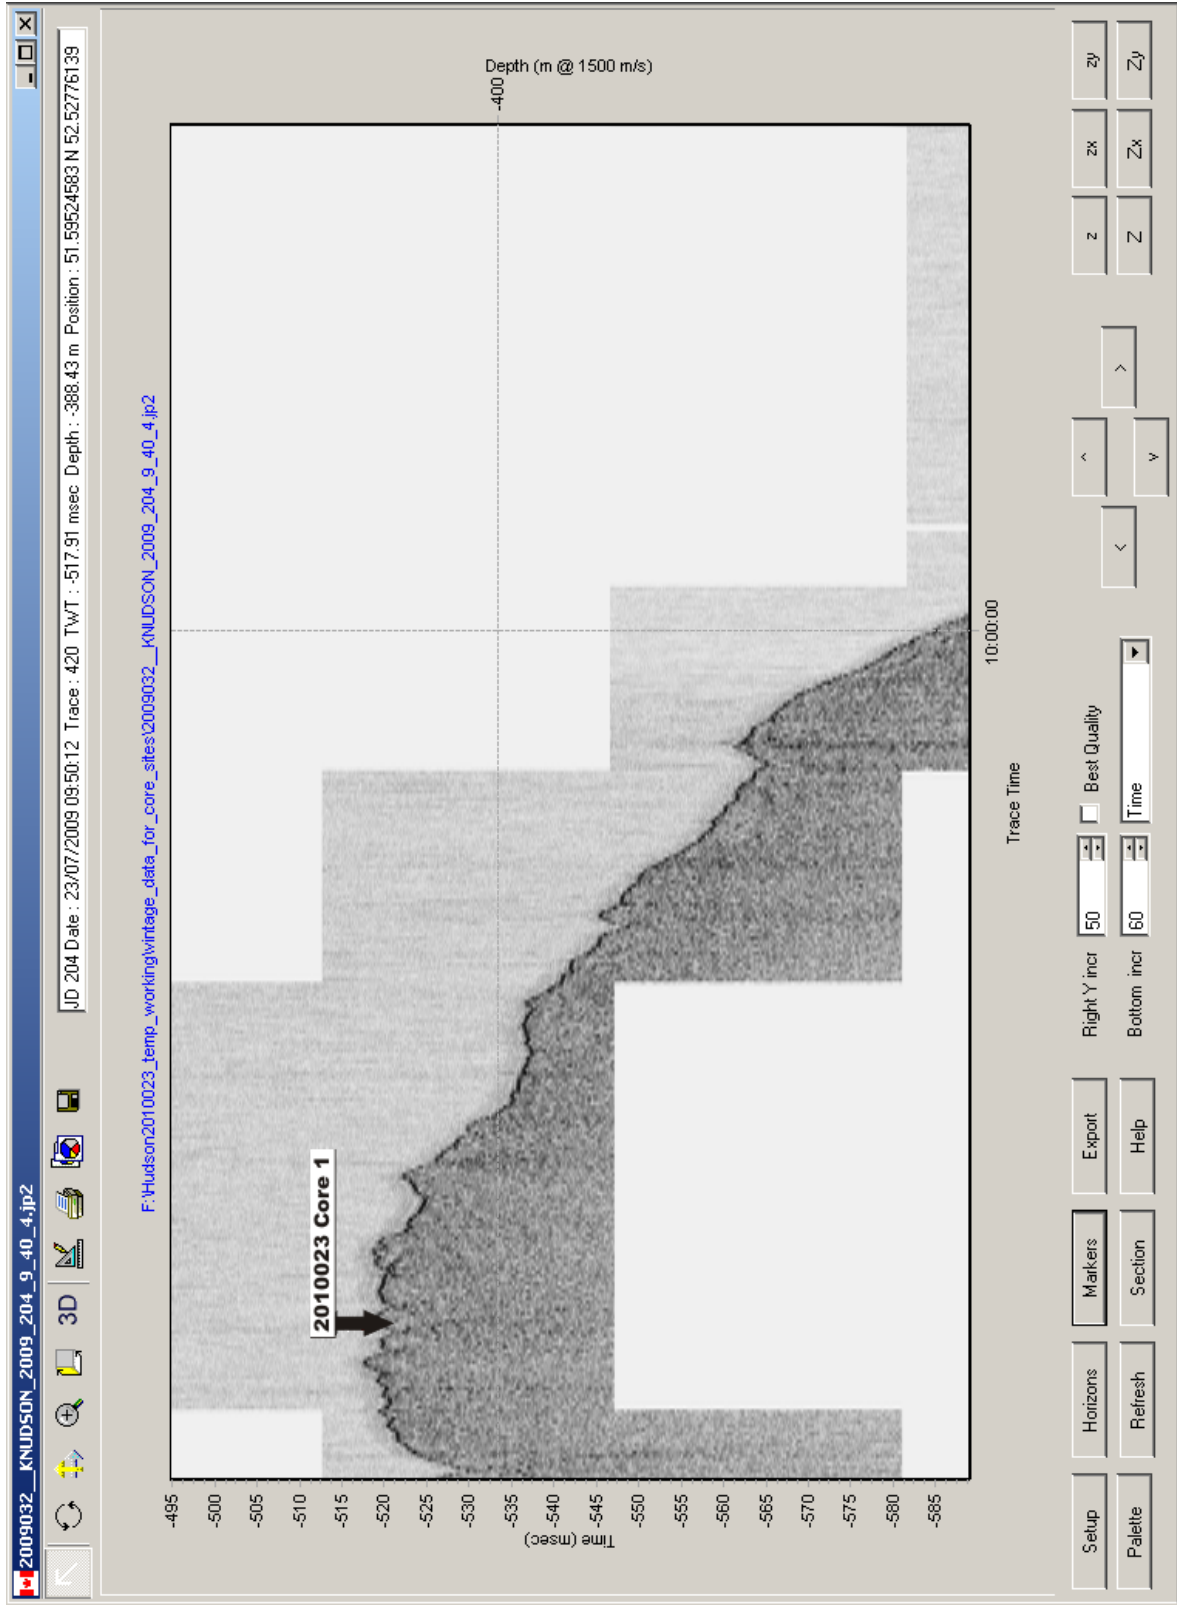 2009032__KNUDSON_2009_204_9_40_4.jp2
3D
JD 204 Date : 23/07/2009 09:50:12 Trace : 420 TWT : -517.91 msec Depth : -388.43 m Position : 51.59524583 N 52.52776139
F:\Hudson2010023_temp_working\vintage_data_for_core_sites\2009032__KNUDSON_2009_204_9_40_4.jp2
2010023 Core 1
Time (msec)
-495
-500
-505
-510
-515
-520
-525
-530
-535
-540
-545
-550
-555
-560
-565
-570
-575
-580
-585
-400
Depth (m @ 1500 m/s)
10:00:00
Trace Time
Setup
Horizons
Markers
Export
Right Y incr
50
Best Quality
Palette
Refresh
Section
Help
Bottom incr
60
Time
<
^
v
>
z
zx
zy
Z
Zx
Zy